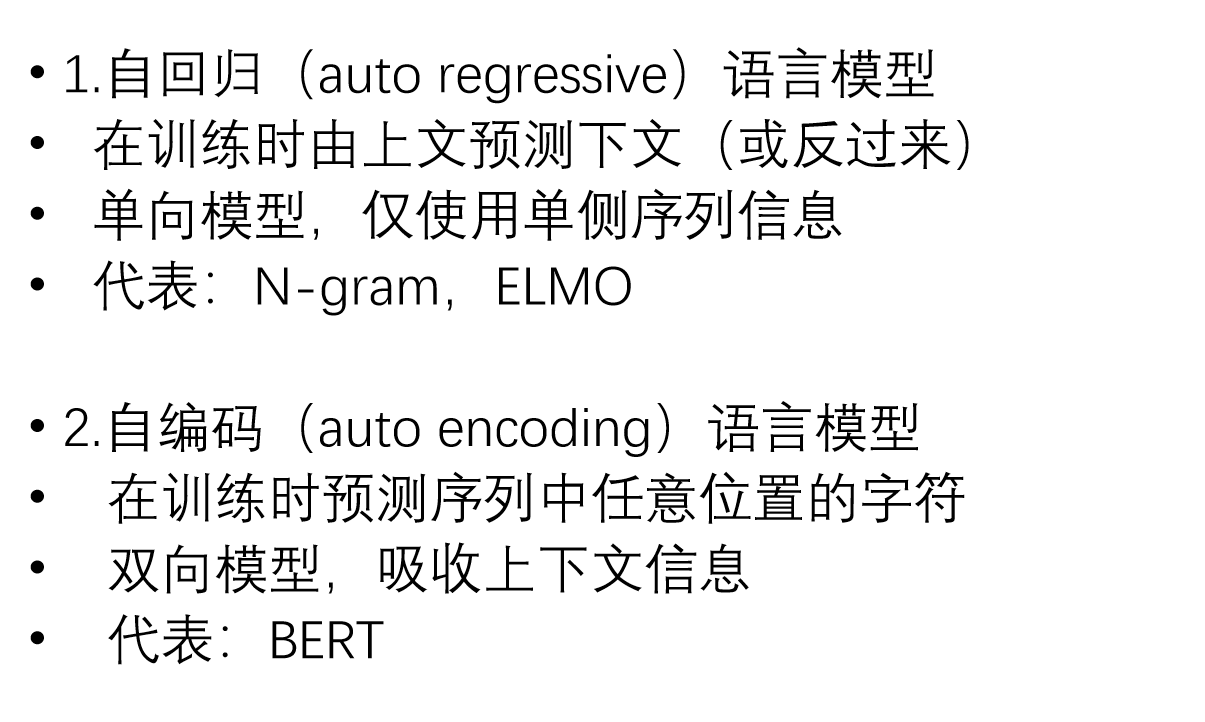 • 1.自回归（auto regressive）语言模型
• 在训练时由上文预测下文（或反过来）
• 单向模型，仅使用单侧序列信息
• 代表：N-gram，ELMO
• 2.自编码（auto encoding）语言模型
• 在训练时预测序列中任意位置的字符
• 双向模型，吸收上下文信息
• 代表：BERT